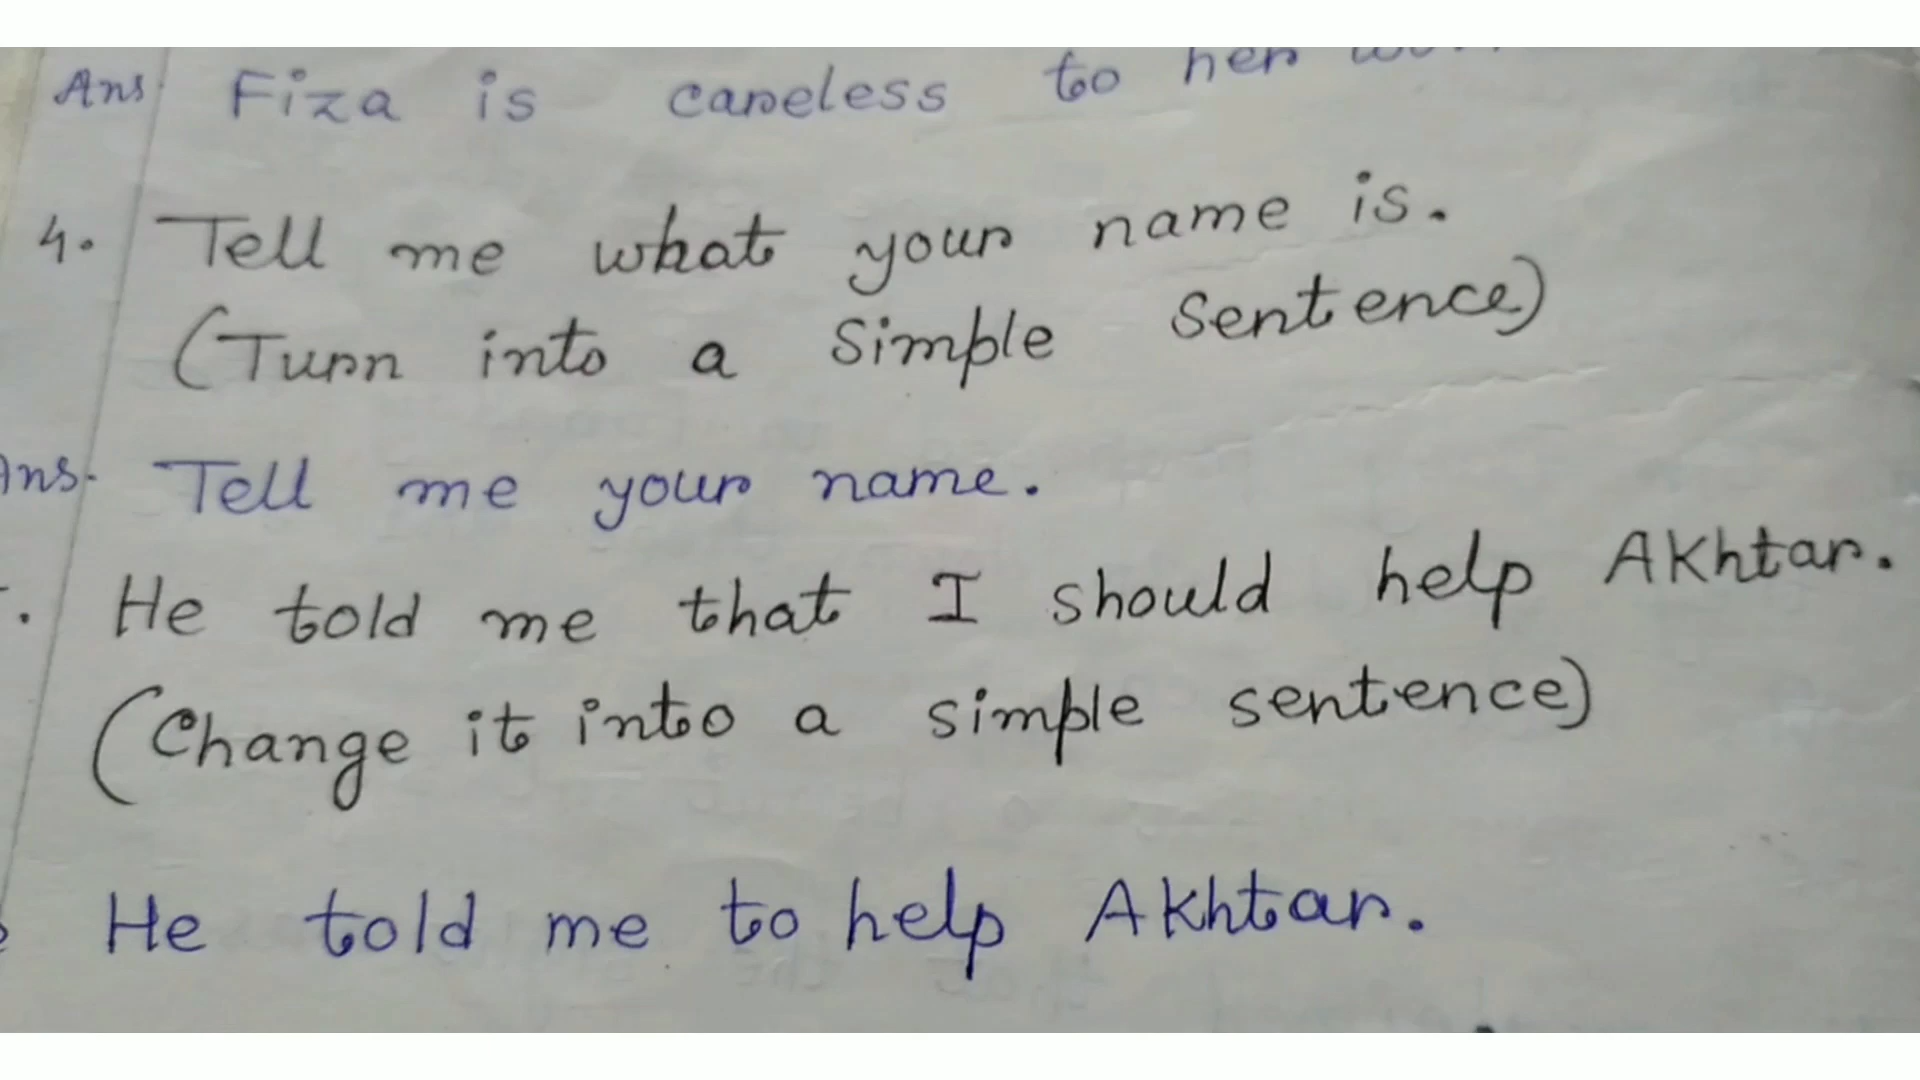 Ans. Fiza is careless to her
4. Tell me what your name is.
(Turn into a simple sentence)
Ans. Tell me your name.
. He told me that I should help Akhtar.
(Change it into a simple sentence)
He told me to help Akhtar.